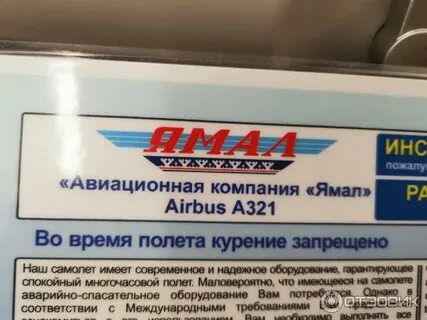 ЯМАЛ
«Авиационная компания «Ямал»
Airbus A321
ИНС
пожалу
РА
Во время полета курение запрещено
Наш самолет имеет современное и надежное оборудование, гарантирующее
спокойный многочасовой полет. Маловероятно, что имеющееся на самолете
аварийно-спасательное оборудование Вам потребуется. Однако в
соответствии с Международными требованиями
отзовик